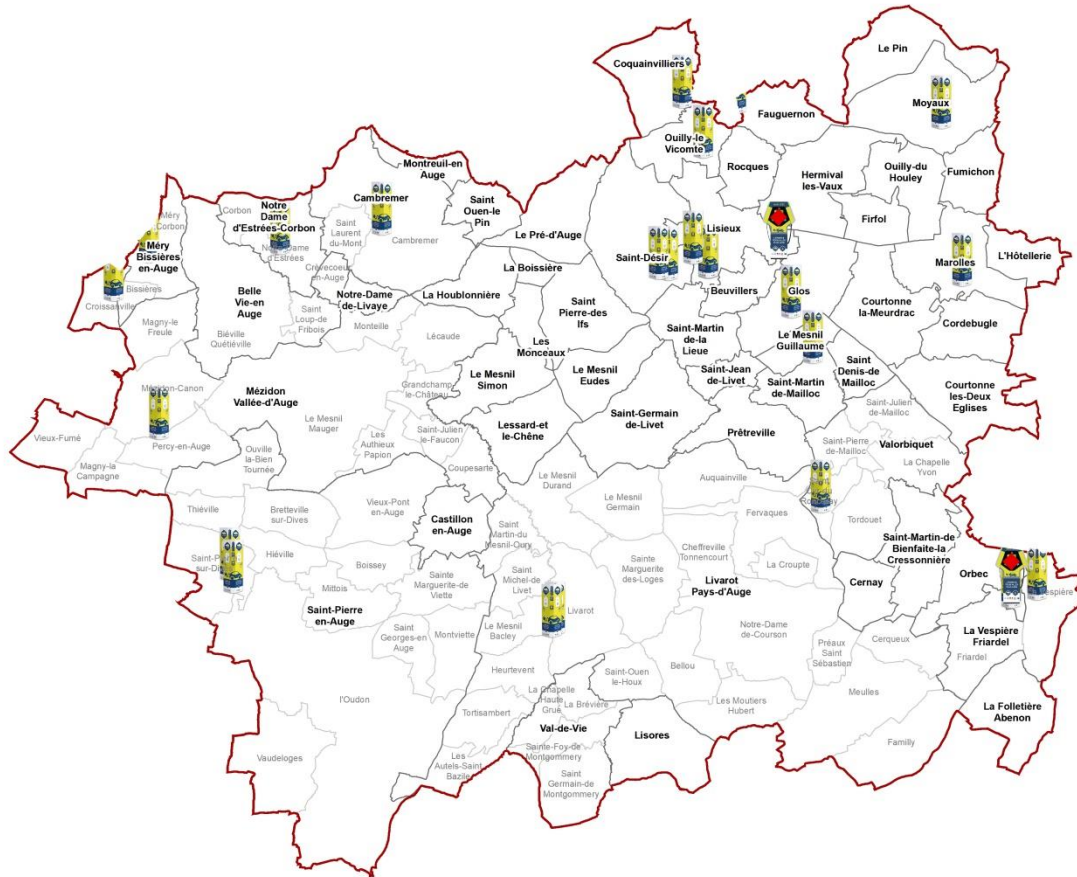 Le Pin
Coquainvilliers
Moyaux
Fauguernon
Ouilly-le
Vicomte
Montreuil-en
Auge
Rocques
Hermival
les-Vaux
Ouilly-du
Houley
Fumichon
Cambremer
Saint
Ouen-le
Pin
Notre
Dame
d'Estrées-Corbon
Corbon
Méry
Corbon
Firfol
Saint
Laurent
du-Mont
Cambremer
Le Pré-d'Auge
Lisieux
Méry
Bissières
en-Auge
d'Estrées
Saint-Désir
Marolles
L'Hôtellerie
Crèvecoeur
en-Auge
La Boissière
Bissières
Croissanville
Belle
Vie-en
Auge
Notre-Dame
de-Livaye
La Houblonnière
Beuvillers
Glos
Courtonne
la-Meurdrac
Saint
Loup-de
Fribois
Saint
Pierre-des
Ifs
Cordebugle
Magny-le
Freule
Biéville
Quétiéville
Monteille
Lécaude
Saint-Martin
de-la
Lieue
Le Mesnil
Guillaume
Les
Monceaux
Le Mesnil
Simon
Le Mesnil
Eudes
Saint-Jean
de-Livet
Saint
Denis-de
Mailloc
Mézidon-Canon
Mézidon
Vallée-d'Auge
Grandchamp
le-Château
Saint-Martin
de-Mailloc
Courtonne
les-Deux
Eglises
Saint-Julien
de-Mailloc
Le Mesnil
Mauger
Lessard-et
le-Chêne
Saint-Germain
de-Livet
Prêtreville
Vieux-Fumé
Percy-en-Auge
Les
Authieux
Papion
Saint-Julien
le-Faucon
Saint-Pierre
de-Mailloc
Valorbiquet
Ouville
la-Bien
Tournée
Magny-la
Campagne
Coupesarte
La Chapelle
Yvon
Le Mesnil
Durand
Auquainville
Le Mesnil
Germain
Vieux-Pont
en-Auge
Thiéville
Bretteville
sur-Dives
Fervaques
Tordouet
Castillon
en-Auge
Saint
Martin-du
Mesnil-Oury
Saint-Martin-de
Bienfaite-la
Cressonnière
Hiéville
Boissey
Sainte
Marguerite
des-Loges
Cheffreville
Tonnencourt
La Croupte
Orbec
Sainte
Marguerite-de
Viette
Saint
Michel-de
Livet
Livarot
Pays-d'Auge
Cernay
Mittois
Saint-Pierre
en-Auge
Livarot
Le Mesnil
Bacley
Notre-Dame
de-Courson
La Vespière
Friardel
Friardel
Saint
Georges-en
Auge
Montviette
Préaux
Saint
Sébastien
Cerqueux
Heurtevent
Saint-Ouen
le-Houx
Bellou
Meulles
l'Oudon
La Chapelle
Haute
Grue
La Brévière
Les Moutiers
Hubert
La Folletière
Abenon
Tortisambert
Val-de-Vie
Lisores
Familly
Vaudeloges
Les
Autels-Saint
Bazile
Sainte-Foy-de
Montgommery
Saint
Germain-de
Montgommery